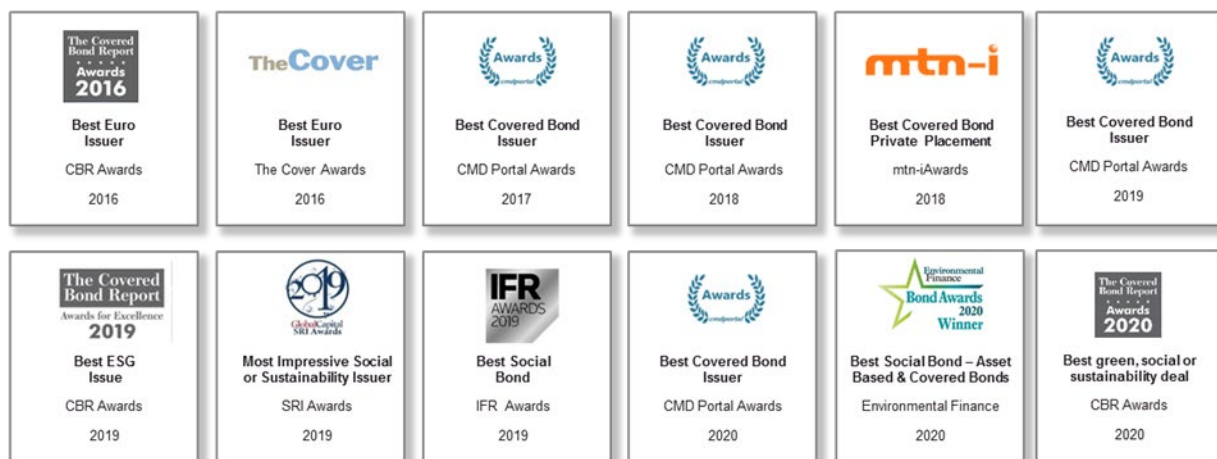 The Covered
Bond Report
Awards
2016
Best Euro
Issuer
CBR Awards
2016
TheCover
Best Euro
Issuer
The Cover Awards
2016
Awards
cmdportal
Best Covered Bond
Issuer
CMD Portal Awards
2017
Awards
cmdportal
Best Covered Bond
Issuer
CMD Portal Awards
2018
mtn-i
Best Covered Bond
Private Placement
mtn-iAwards
2018
Awards
cmdportal
Best Covered Bond
Issuer
CMD Portal Awards
2019
The Covered
Bond Report
Awards for Excellence
2019
Best ESG
Issue
CBR Awards
2019
2019
GlobalCapital
SRI Awards
Most Impressive Social
or Sustainability Issuer
SRI Awards
2019
IFR
AWARDS
2019
Best Social
Bond
IFR Awards
2019
Awards
cmdportal
Best Covered Bond
Issuer
CMD Portal Awards
2020
Environmental
Finance
Bond Awards
2020
Winner
Best Social Bond – Asset
Based & Covered Bonds
Environmental Finance
2020
The Covered
Bond Report
Awards
2020
Best green, social or
sustainability deal
CBR Awards
2020